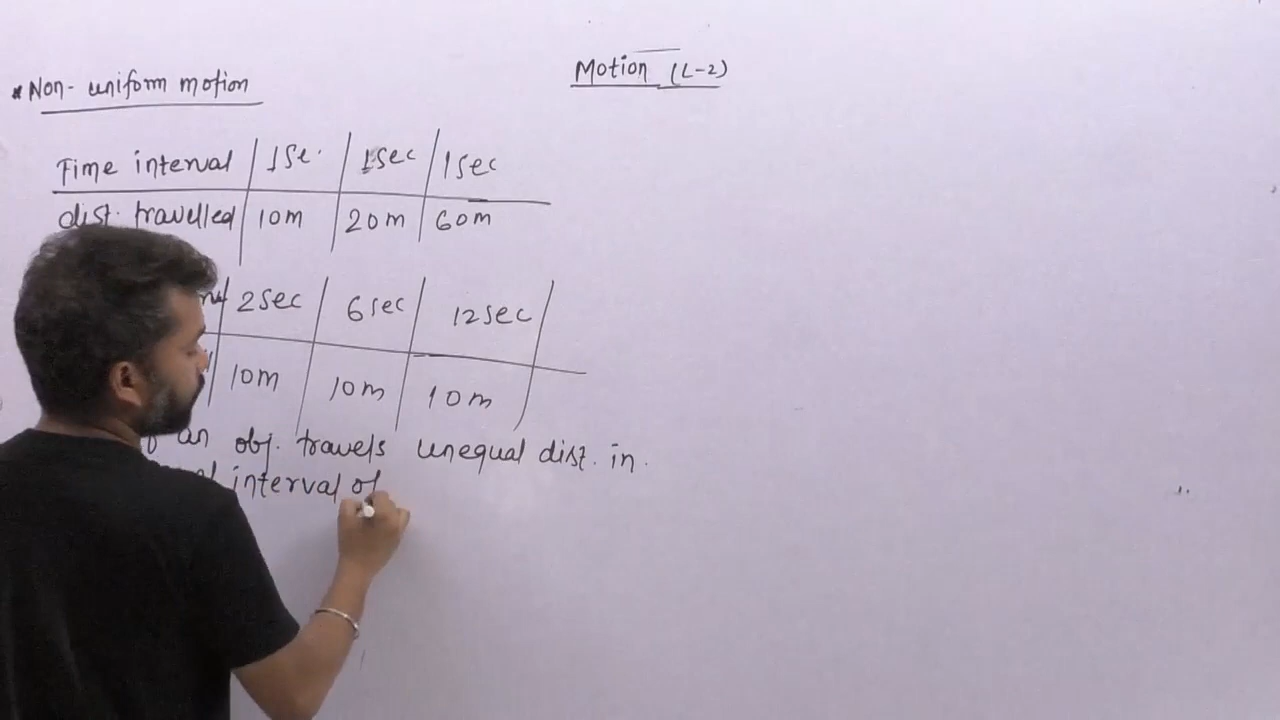 Motion (L-2)
* Non- uniform motion
Time interval | 1Se. | 1sec | 1sec
dist. travelled | 10m | 20m | 60m
2sec | 6sec | 12sec
10m | 10m | 10m
an obj. travels unequal dist. in.
interval of